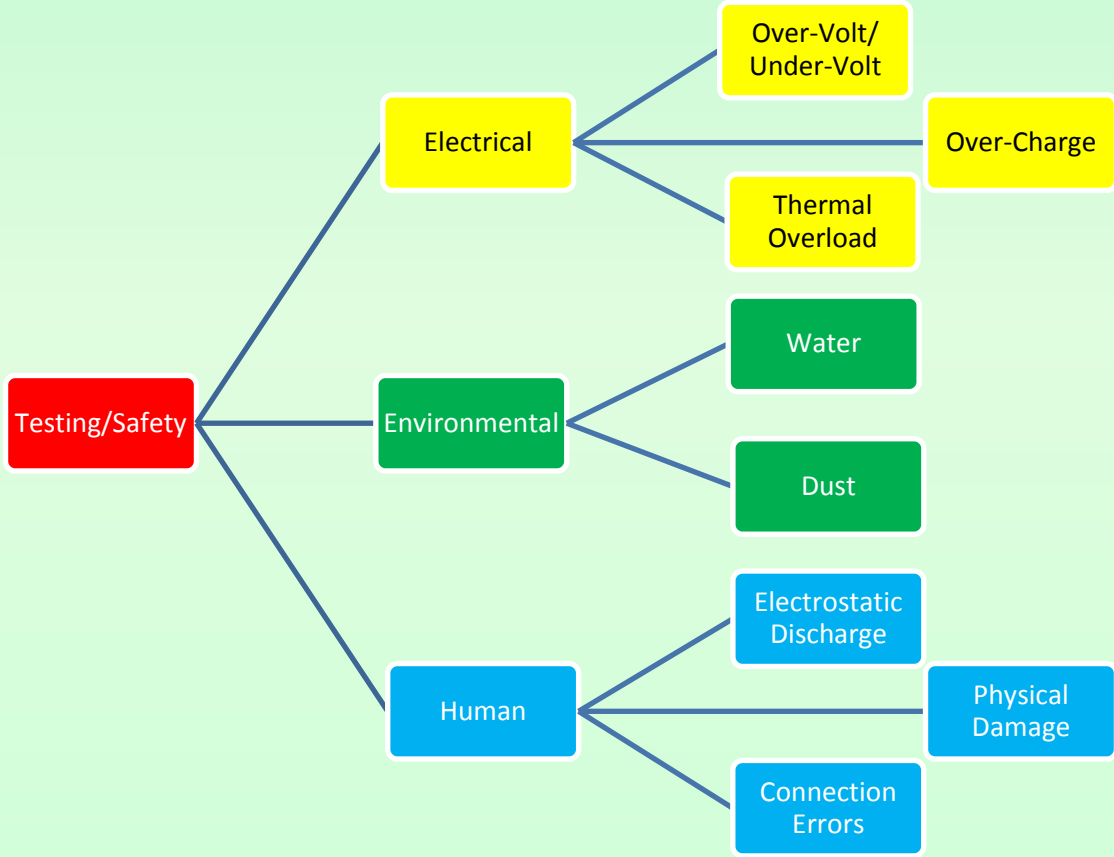 Over-Volt/
Under-Volt
Electrical
Over-Charge
Thermal
Overload
Water
Testing/Safety
Environmental
Dust
Electrostatic
Discharge
Human
Physical
Damage
Connection
Errors